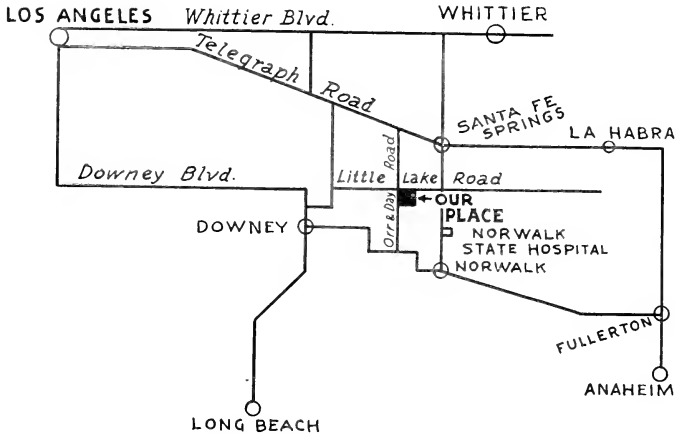 LOS ANGELES
Whittier Blvd.
WHITTIER
Telegraph Road
SANTA FE
SPRINGS
LA HABRA
Downey Blvd.
Little Lake Road
Orr & Day Road
← OUR
PLACE
DOWNEY
NORWALK
STATE HOSPITAL
NORWALK
FULLERTON
ANAHEIM
LONG BEACH